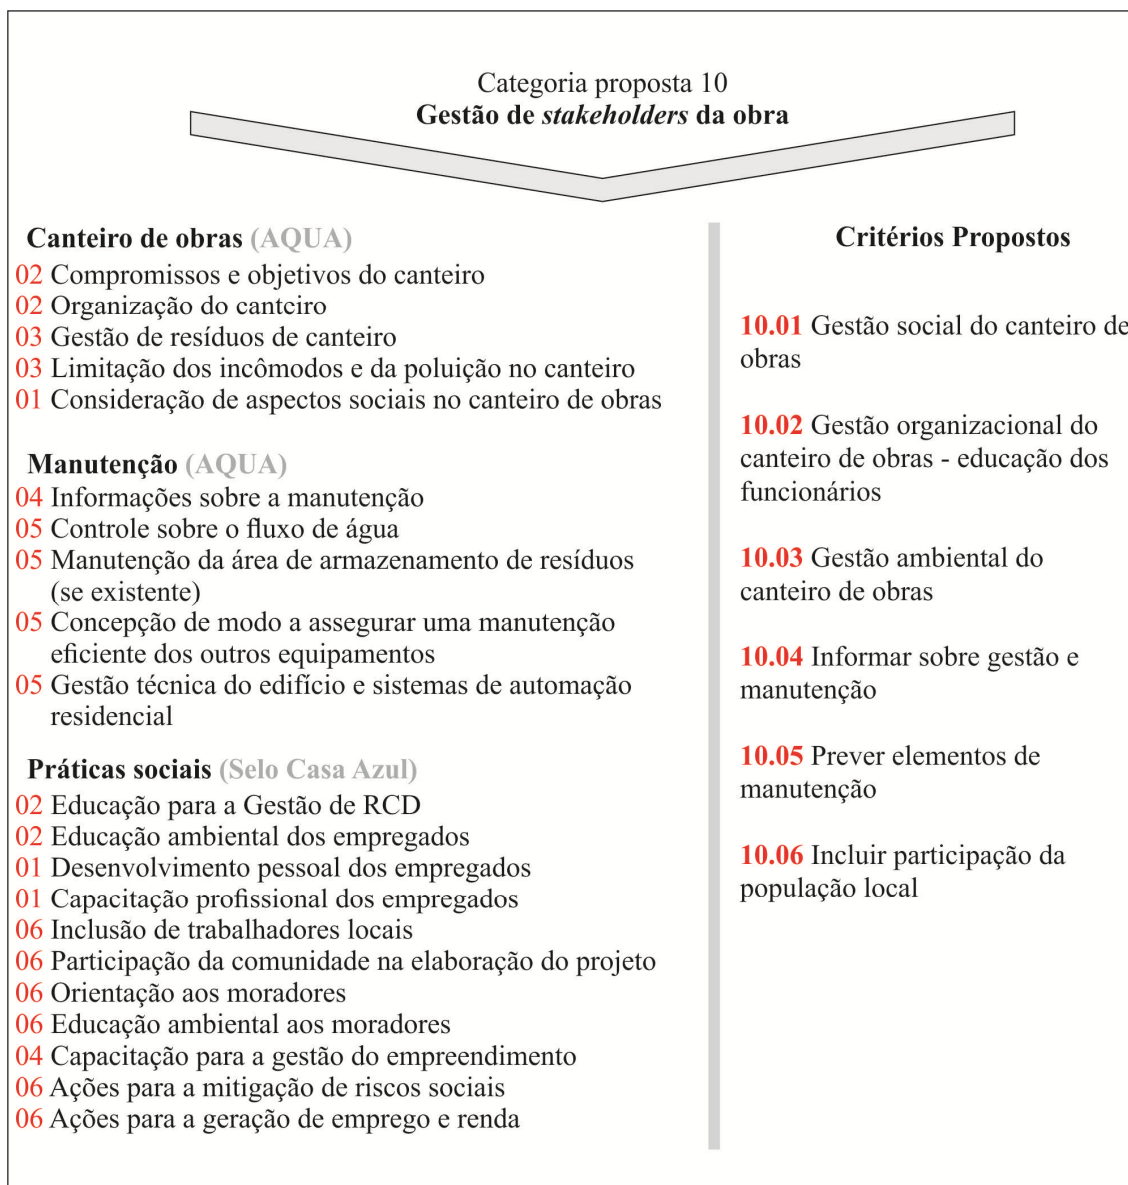 Categoria proposta 10
Gestão de stakeholders da obra
Canteiro de obras (AQUA)
02 Compromissos e objetivos do canteiro
02 Organização do canteiro
03 Gestão de resíduos de canteiro
03 Limitação dos incômodos e da poluição no canteiro
01 Consideração de aspectos sociais no canteiro de obras
Manutenção (AQUA)
04 Informações sobre a manutenção
05 Controle sobre o fluxo de água
05 Manutenção da área de armazenamento de resíduos
(se existente)
05 Concepção de modo a assegurar uma manutenção
eficiente dos outros equipamentos
05 Gestão técnica do edifício e sistemas de automação
residencial
Práticas sociais (Selo Casa Azul)
02 Educação para a Gestão de RCD
02 Educação ambiental dos empregados
01 Desenvolvimento pessoal dos empregados
01 Capacitação profissional dos empregados
06 Inclusão de trabalhadores locais
06 Participação da comunidade na elaboração do projeto
06 Orientação aos moradores
06 Educação ambiental aos moradores
04 Capacitação para a gestão do empreendimento
06 Ações para a mitigação de riscos sociais
06 Ações para a geração de emprego e renda
Critérios Propostos
10.01 Gestão social do canteiro de
obras
10.02 Gestão organizacional do
canteiro de obras - educação dos
funcionários
10.03 Gestão ambiental do
canteiro de obras
10.04 Informar sobre gestão e
manutenção
10.05 Prever elementos de
manutenção
10.06 Incluir participação da
população local